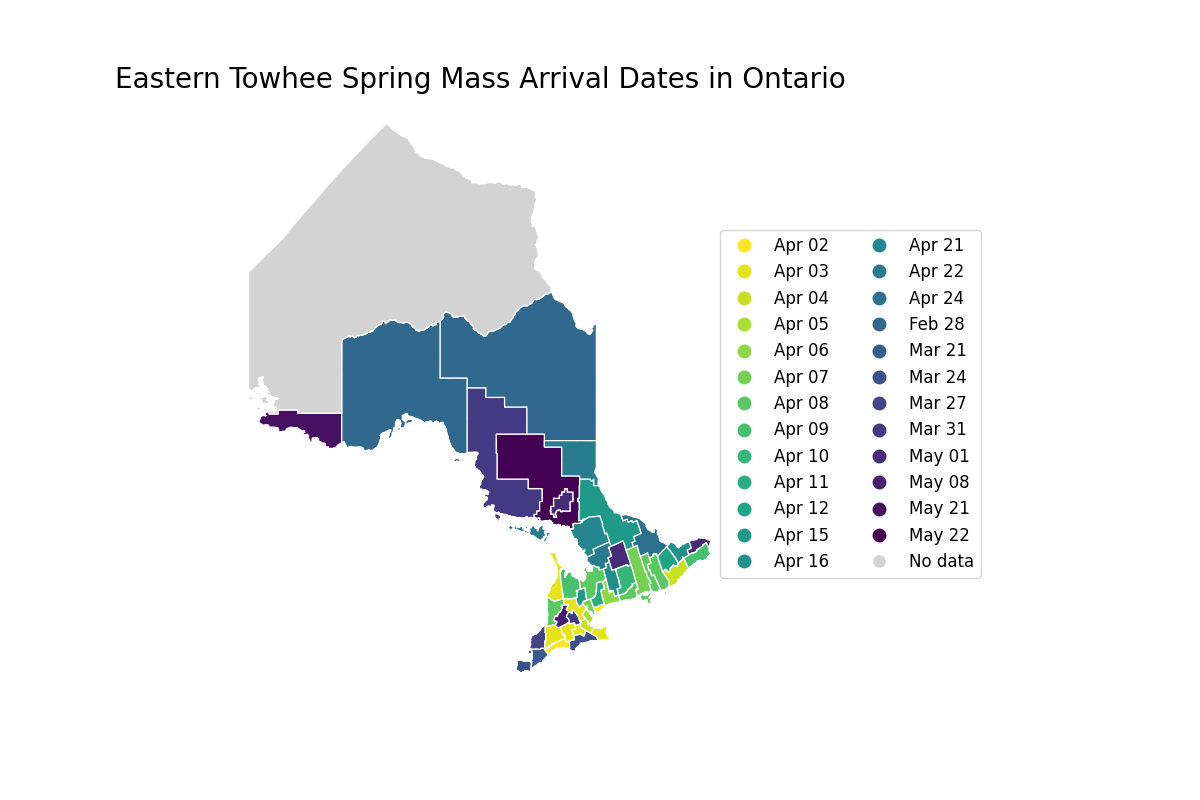 Eastern Towhee Spring Mass Arrival Dates in Ontario
Apr 02
Apr 03
Apr 04
Apr 05
Apr 06
Apr 07
Apr 08
Apr 09
Apr 10
Apr 11
Apr 12
Apr 15
Apr 16
Apr 21
Apr 22
Apr 24
Feb 28
Mar 21
Mar 24
Mar 27
Mar 31
May 01
May 08
May 21
May 22
No data